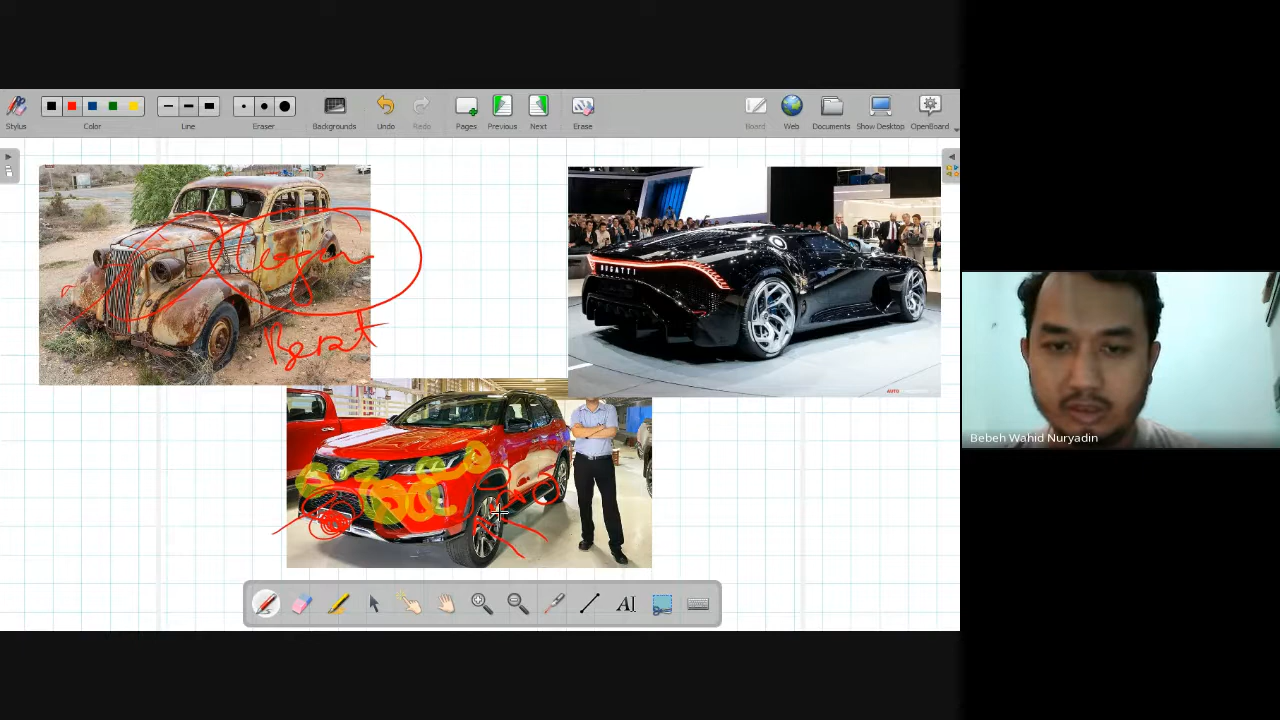 Stylus
Color
Line
Eraser
Backgrounds
Undo
Redo
Pages
Previous
Next
Erase
Board
Web
Documents
Show Desktop
OpenBoard
BUGATTI
Berat
Bebeh Wahid Nuryadin
AI